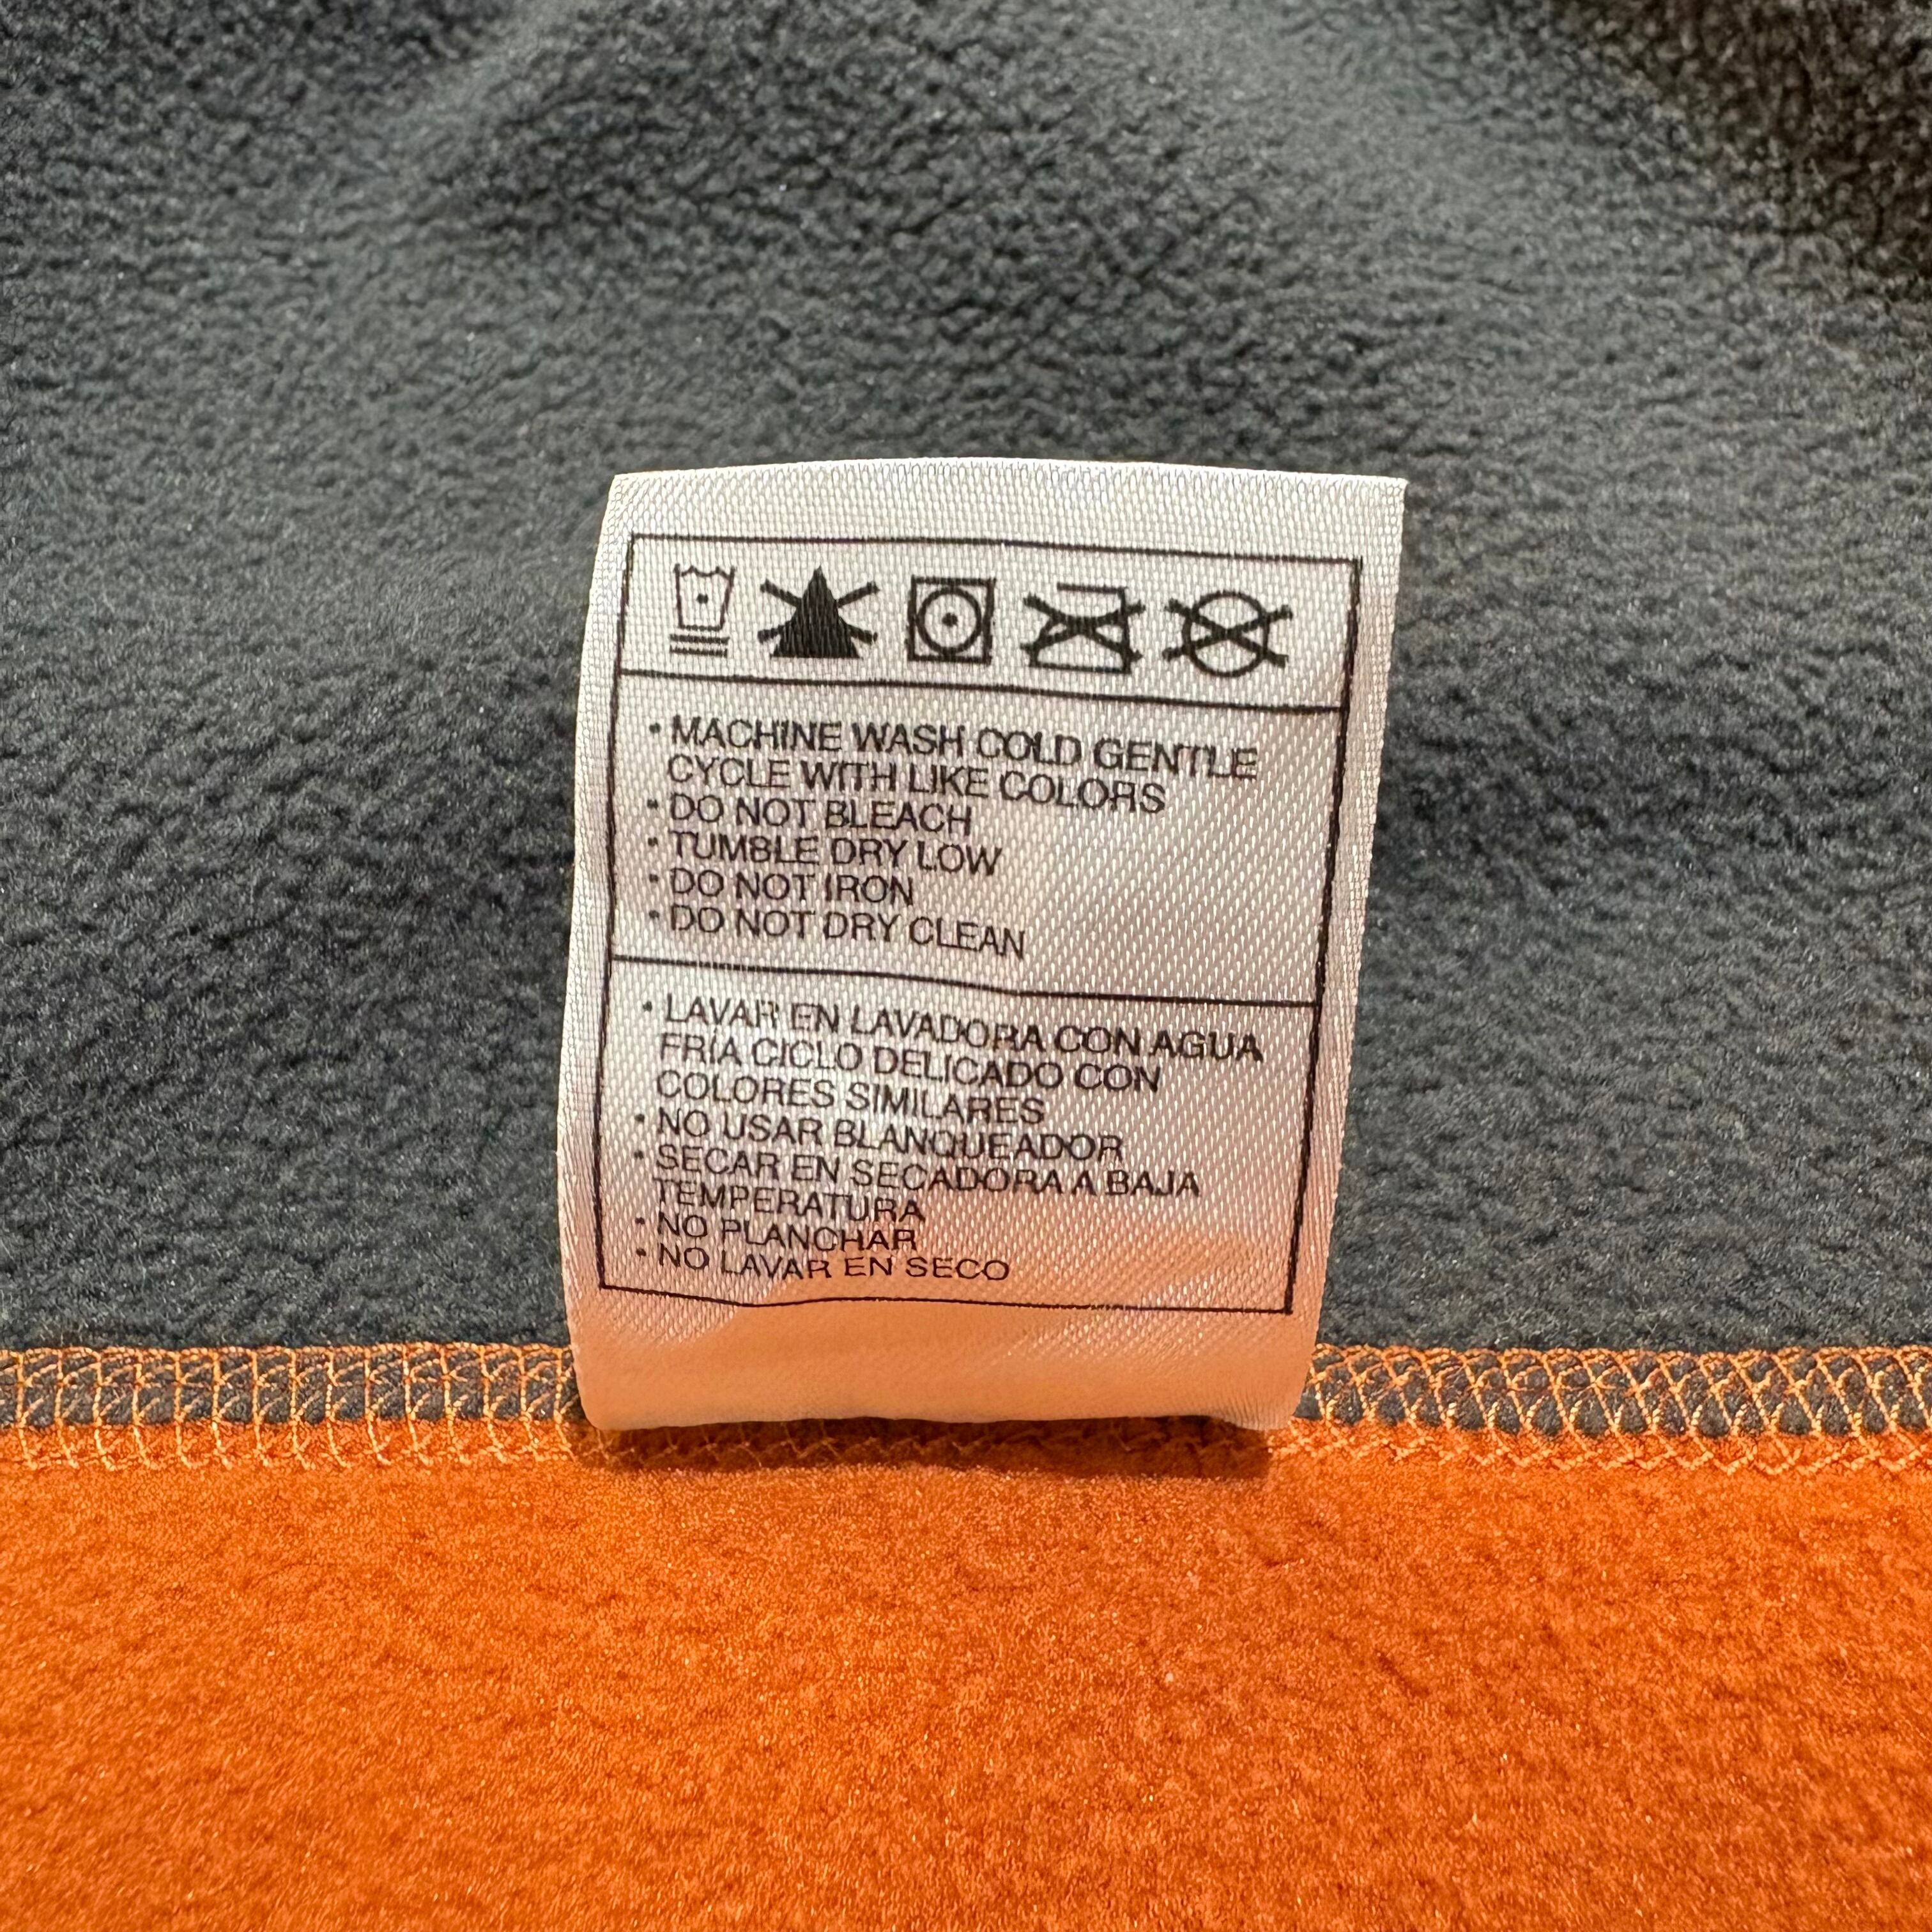 • MACHINE WASH COLD GENTLE
CYCLE WITH LIKE COLORS
• DO NOT BLEACH
• TUMBLE DRY LOW
• DO NOT IRON
• DO NOT DRY CLEAN
• LAVAR EN LAVADORA CON AGUA
FRIA CICLO DELICADO CON
COLORES SIMILARES
• NO USAR BLANQUEADOR
• SECAR EN SECADORA A BAJA
TEMPERATURA
• NO PLANCHAR
• NO LAVAR EN SECO